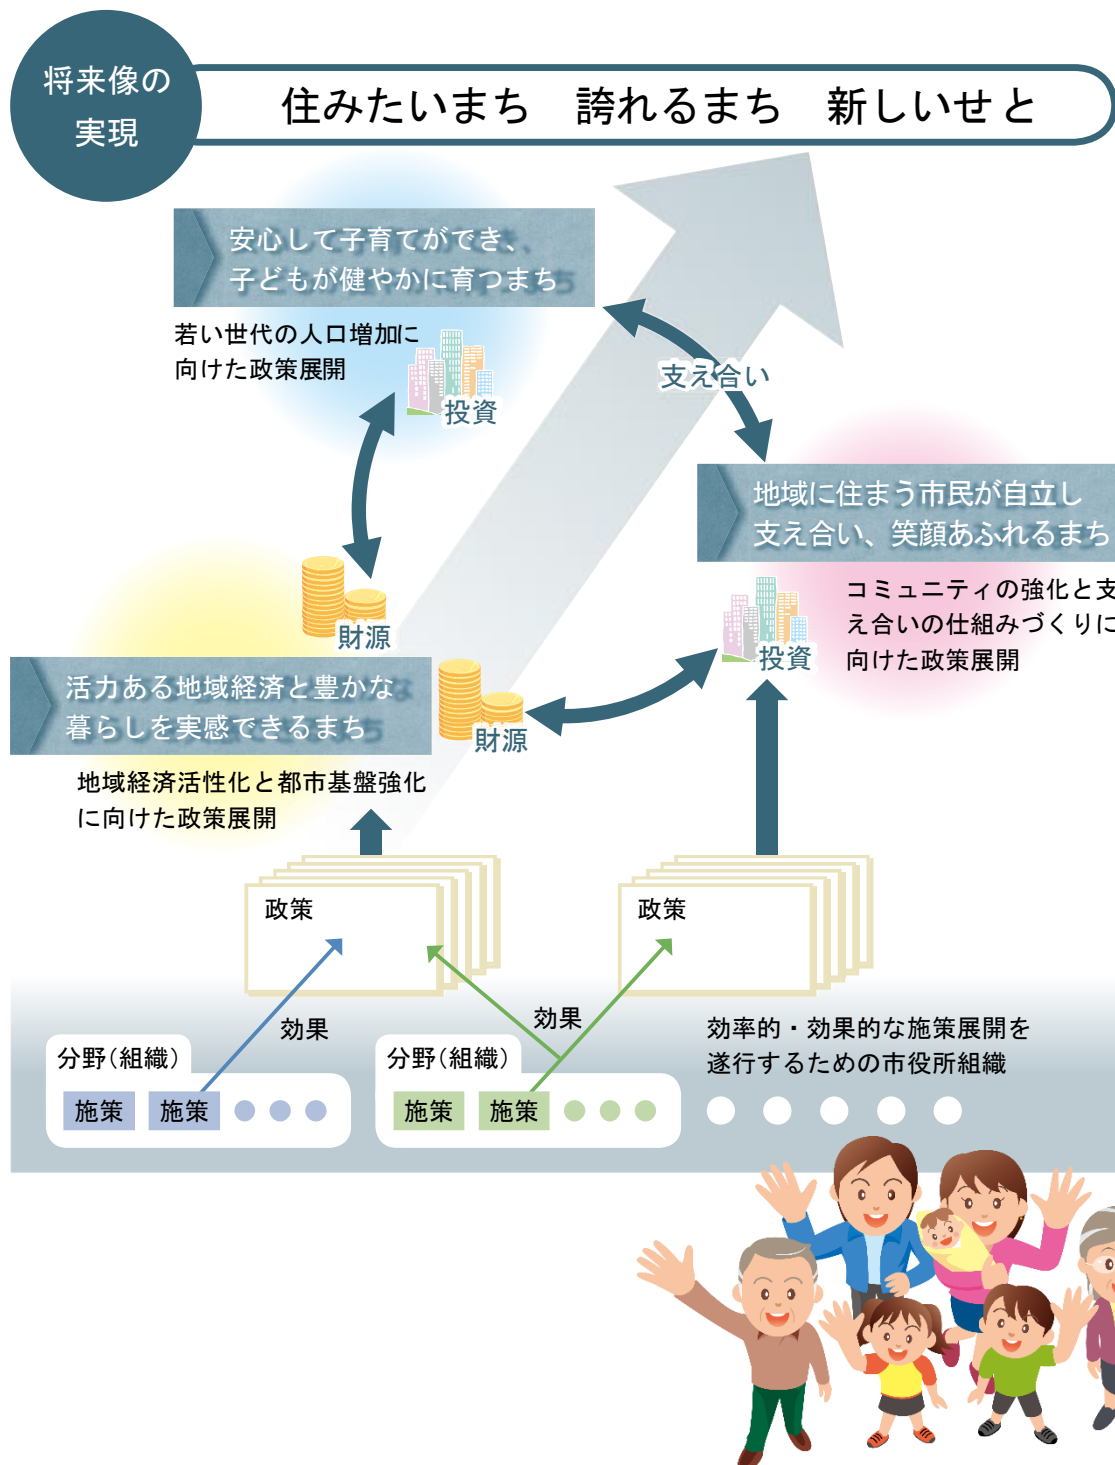 将来像の
実現
住みたいまち　誇れるまち　新しいせと
安心して子育てができ、
子どもが健やかに育つまち
若い世代の人口増加に
向けた政策展開
投資
支え合い
地域に住まう市民が自立し
支え合い、笑顔あふれるまち
コミュニティの強化と支
え合いの仕組みづくりに
向けた政策展開
投資
財源
活力ある地域経済と豊かな
暮らしを実感できるまち
財源
地域経済活性化と都市基盤強化
に向けた政策展開
政策
政策
効果
効果
効率的・効果的な施策展開を
遂行するための市役所組織
分野(組織)
施策 施策
分野(組織)
施策 施策